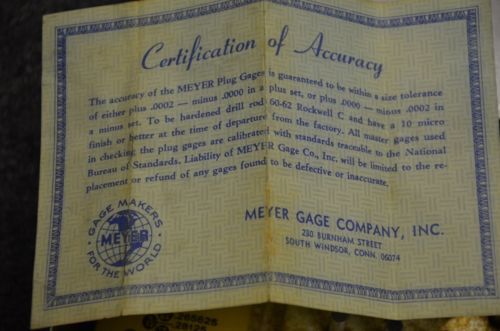 Certification of Accuracy
The accuracy of the MEYER Plug Gages is guaranteed to be within a size tolerance
of either plus .0002 — minus .0000 in a plus set, or plus .0000 — minus .0002 in
a minus set. To be hardened drill rod 60-62 Rockwell C and have a 10 micro
finish or better at the time of departure from the factory. All master gages used
in checking the plug gages are calibrated with standards traceable to the National
Bureau of Standards. Liability of MEYER Gage Co., Inc. will be limited to the re-
placement or refund of any gages found to be defective or inaccurate.
GAGE MAKERS
MEYER
FOR THE WORLD
MEYER GAGE COMPANY, INC.
230 BURNHAM STREET
SOUTH WINDSOR, CONN. 06074
.265625
.28125